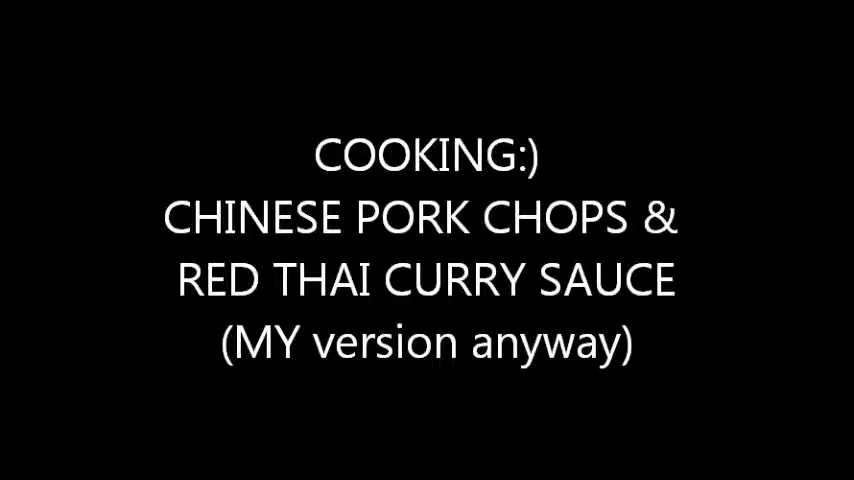 COOKING:)
CHINESE PORK CHOPS &
RED THAI CURRY SAUCE
(MY version anyway)